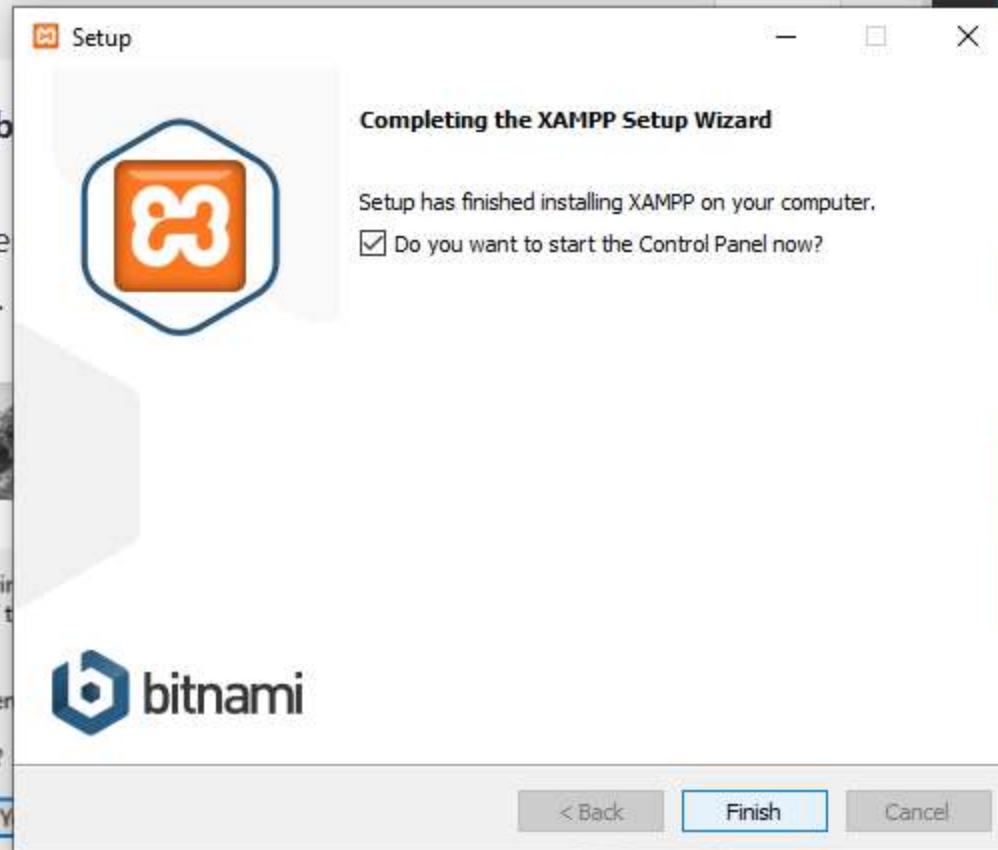 Setup
Completing the XAMPP Setup Wizard
Setup has finished installing XAMPP on your computer.
Do you want to start the Control Panel now?
bitnami
< Back
Finish
Cancel